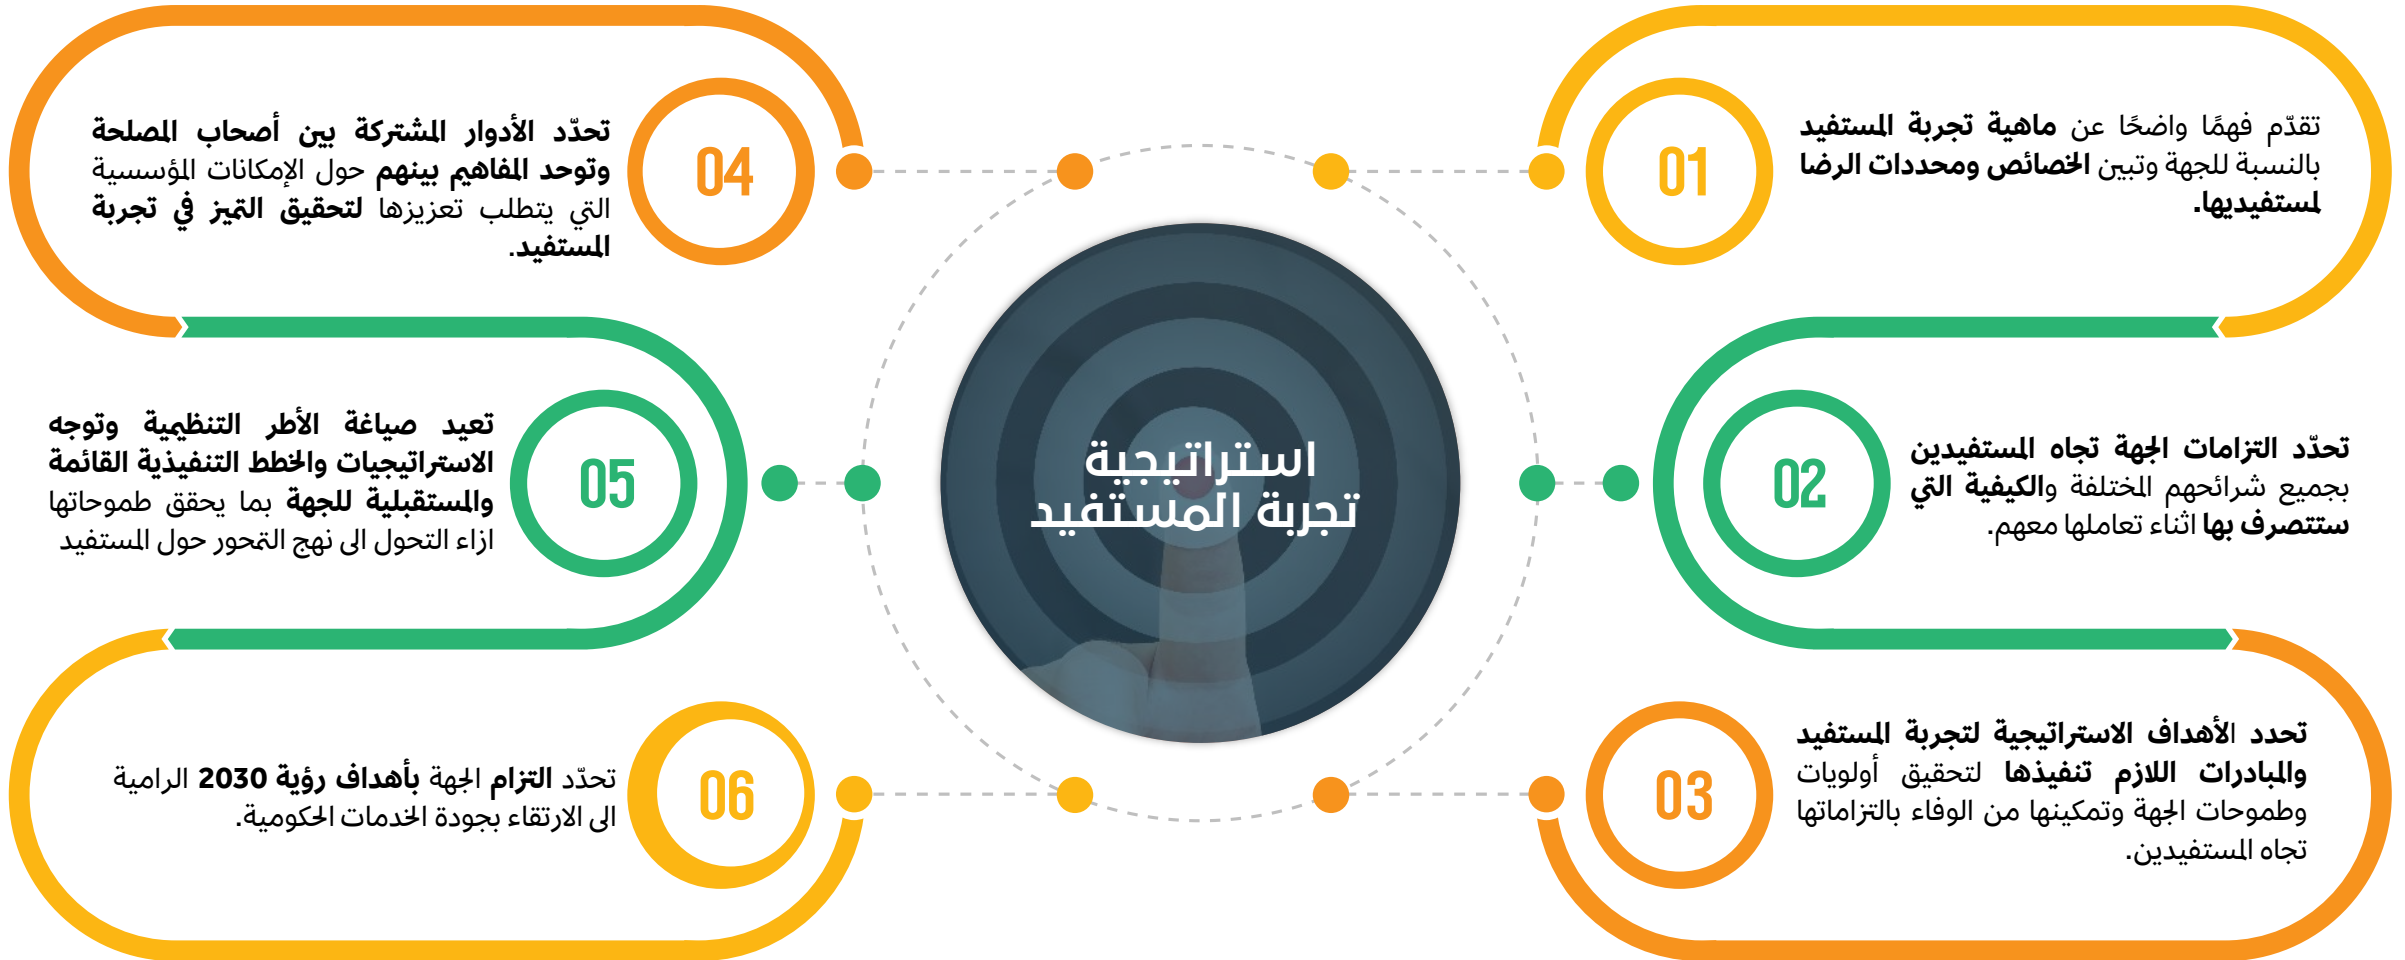 استراتيجية
تجربة المستفيد
01
تقدّم فهمًا واضحًا عن ماهية تجربة المستفيد
بالنسبة للجهة وتبين الخصائص ومحددات الرضا
لمستفيديها.
02
تحدّد التزامات الجهة تجاه المستفيدين
بجميع شرائحهم المختلفة والكيفية التي
ستتصرف بها اثناء تعاملها معهم.
03
تحدد الأهداف الاستراتيجية لتجربة المستفيد
والمبادرات اللازم تنفيذها لتحقيق أولويات
وطموحات الجهة وتمكينها من الوفاء بالتزاماتها
تجاه المستفيدين.
04
تحدّد الأدوار المشتركة بين أصحاب المصلحة
وتوحد المفاهيم بينهم حول الإمكانات المؤسسية
التي يتطلب تعزيزها لتحقيق التميز في تجربة
المستفيد.
05
تعيد صياغة الأطر التنظيمية وتوجه
الاستراتيجيات والخطط التنفيذية القائمة
والمستقبلية للجهة بما يحقق طموحاتها
ازاء التحول الى نهج التمحور حول المستفيد
06
تحدّد التزام الجهة بأهداف رؤية 2030 الرامية
الى الارتقاء بجودة الخدمات الحكومية.